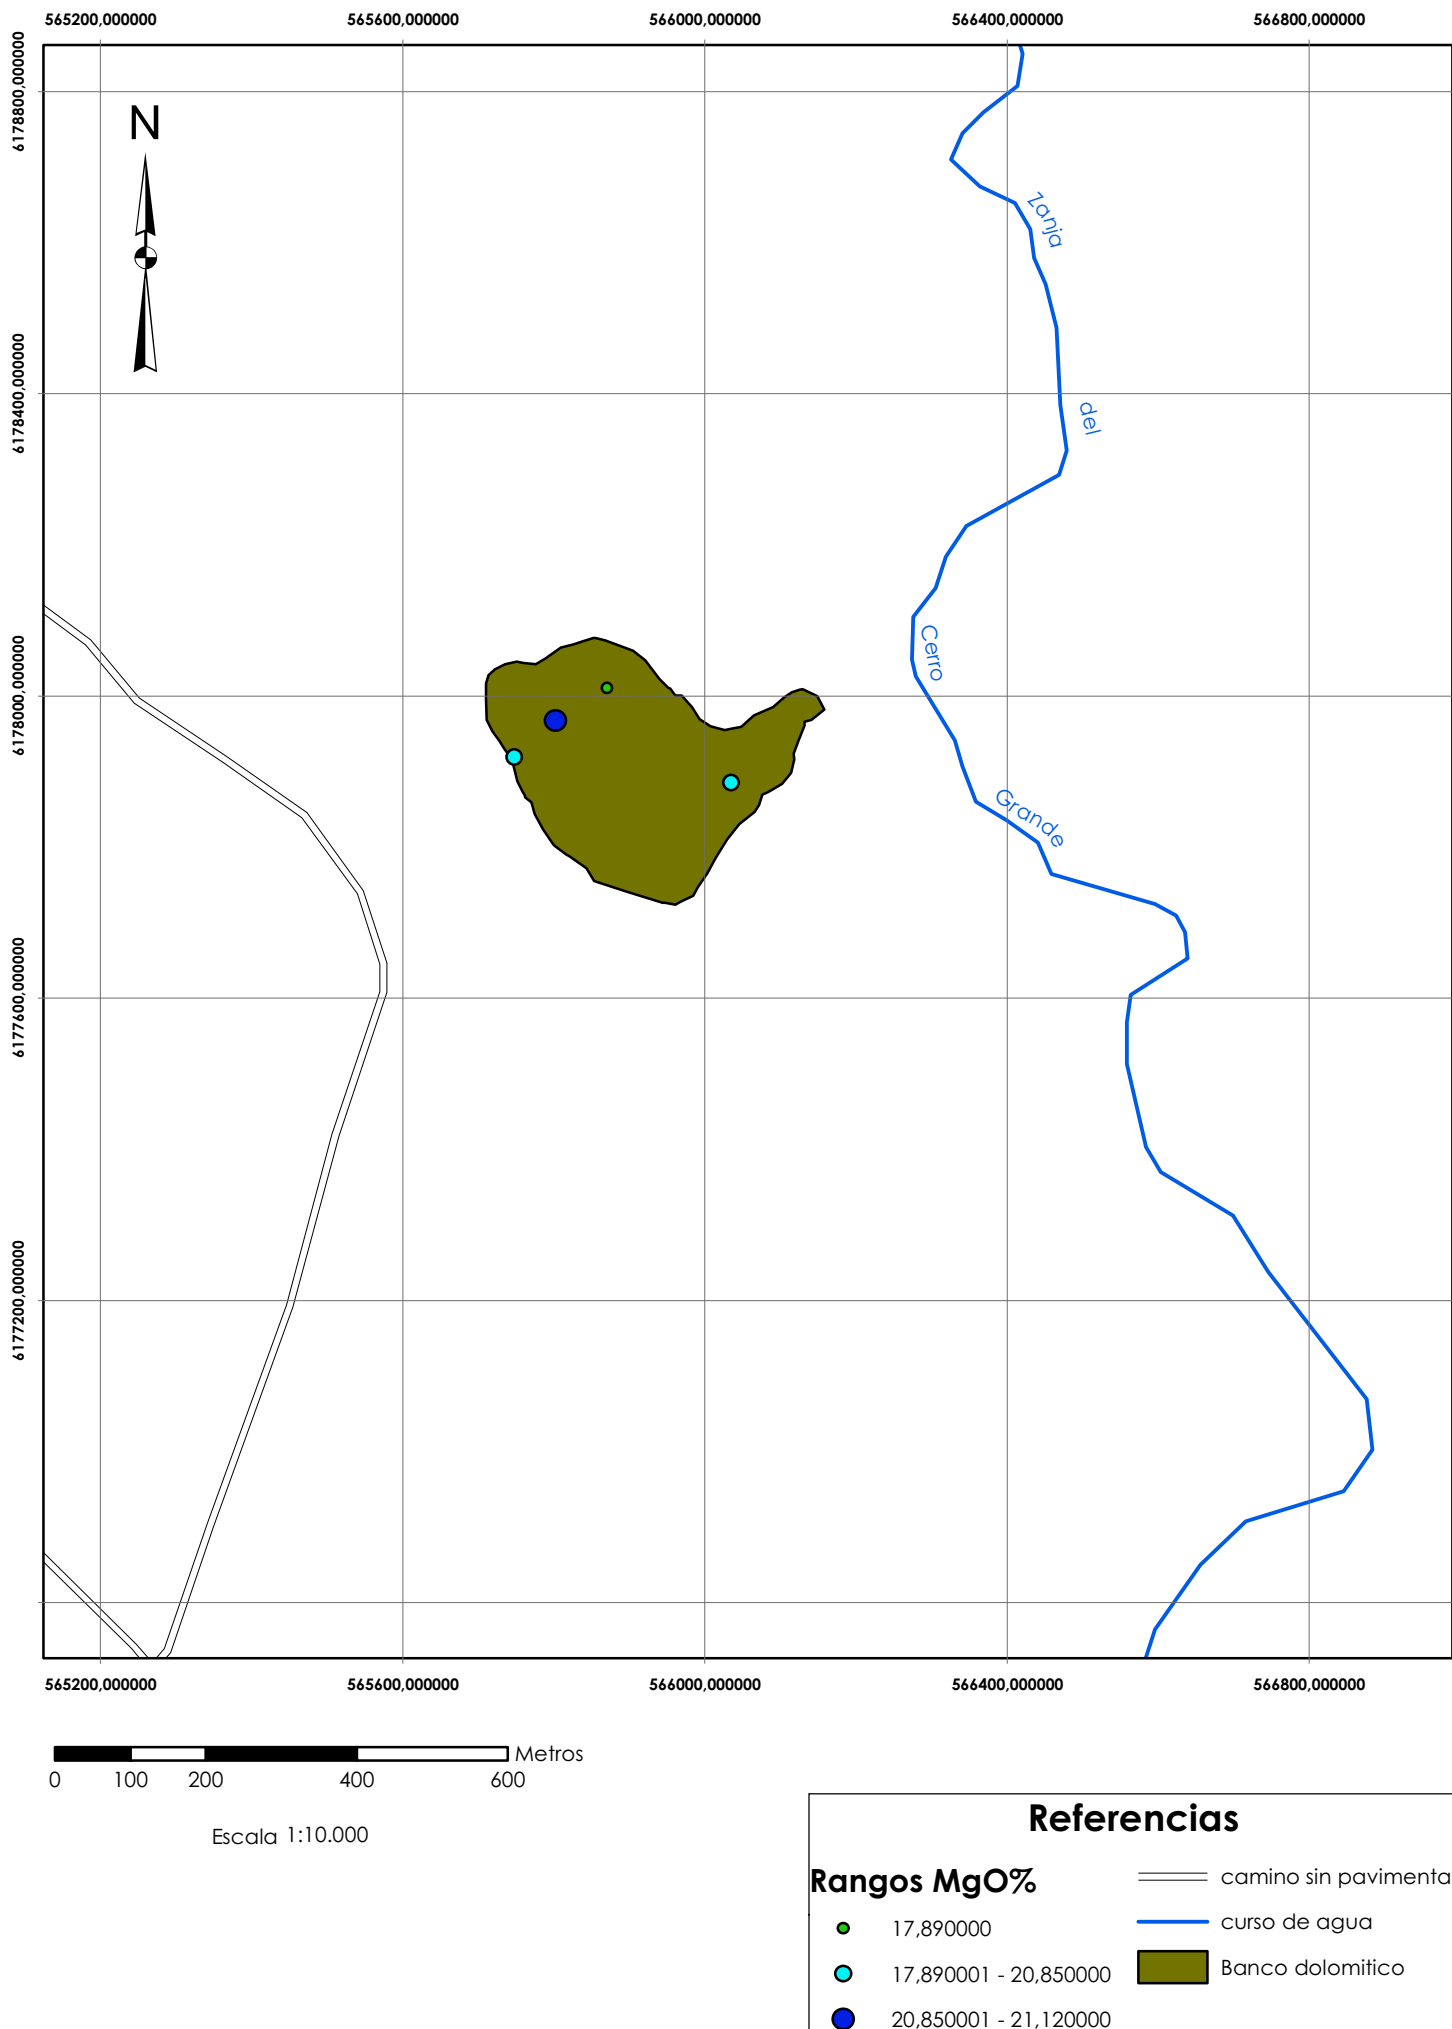 565200,000000 565600,000000 566000,000000 566400,000000 566800,000000
6178800,000000
N
Zanja
6178400,000000
del
Cerro
6178000,000000
Grande
6177600,000000
6177200,000000
565200,000000 565600,000000 566000,000000 566400,000000 566800,000000
Metros
0 100 200 400 600
Escala 1:10.000
Referencias
Rangos MgO%
17,890000
17,890001 - 20,850000
20,850001 - 21,120000
camino sin pavimenta
curso de agua
Banco dolomitico